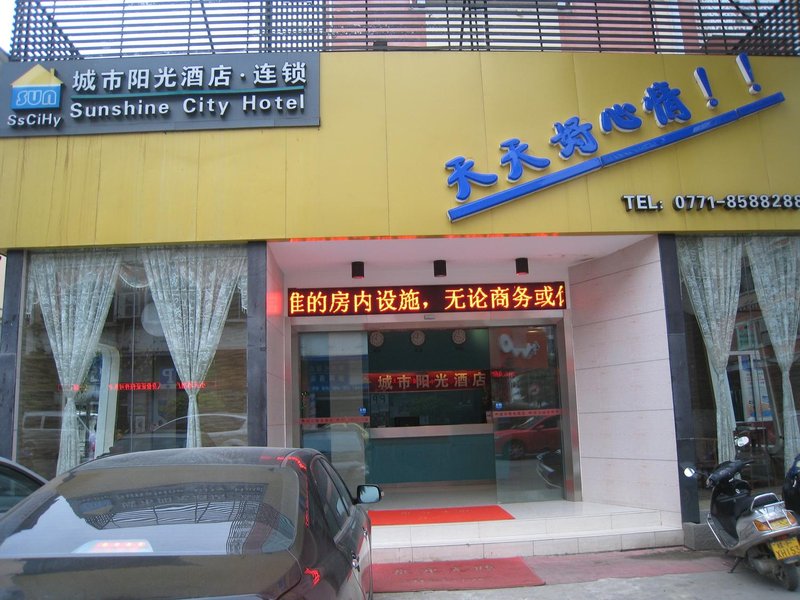 城市阳光酒店·连锁
SUN
SsCiHy
Sunshine City Hotel
天天好心情！！
TEL: 0771-8588288
准的房内设施，无论商务或
城市阳光酒店